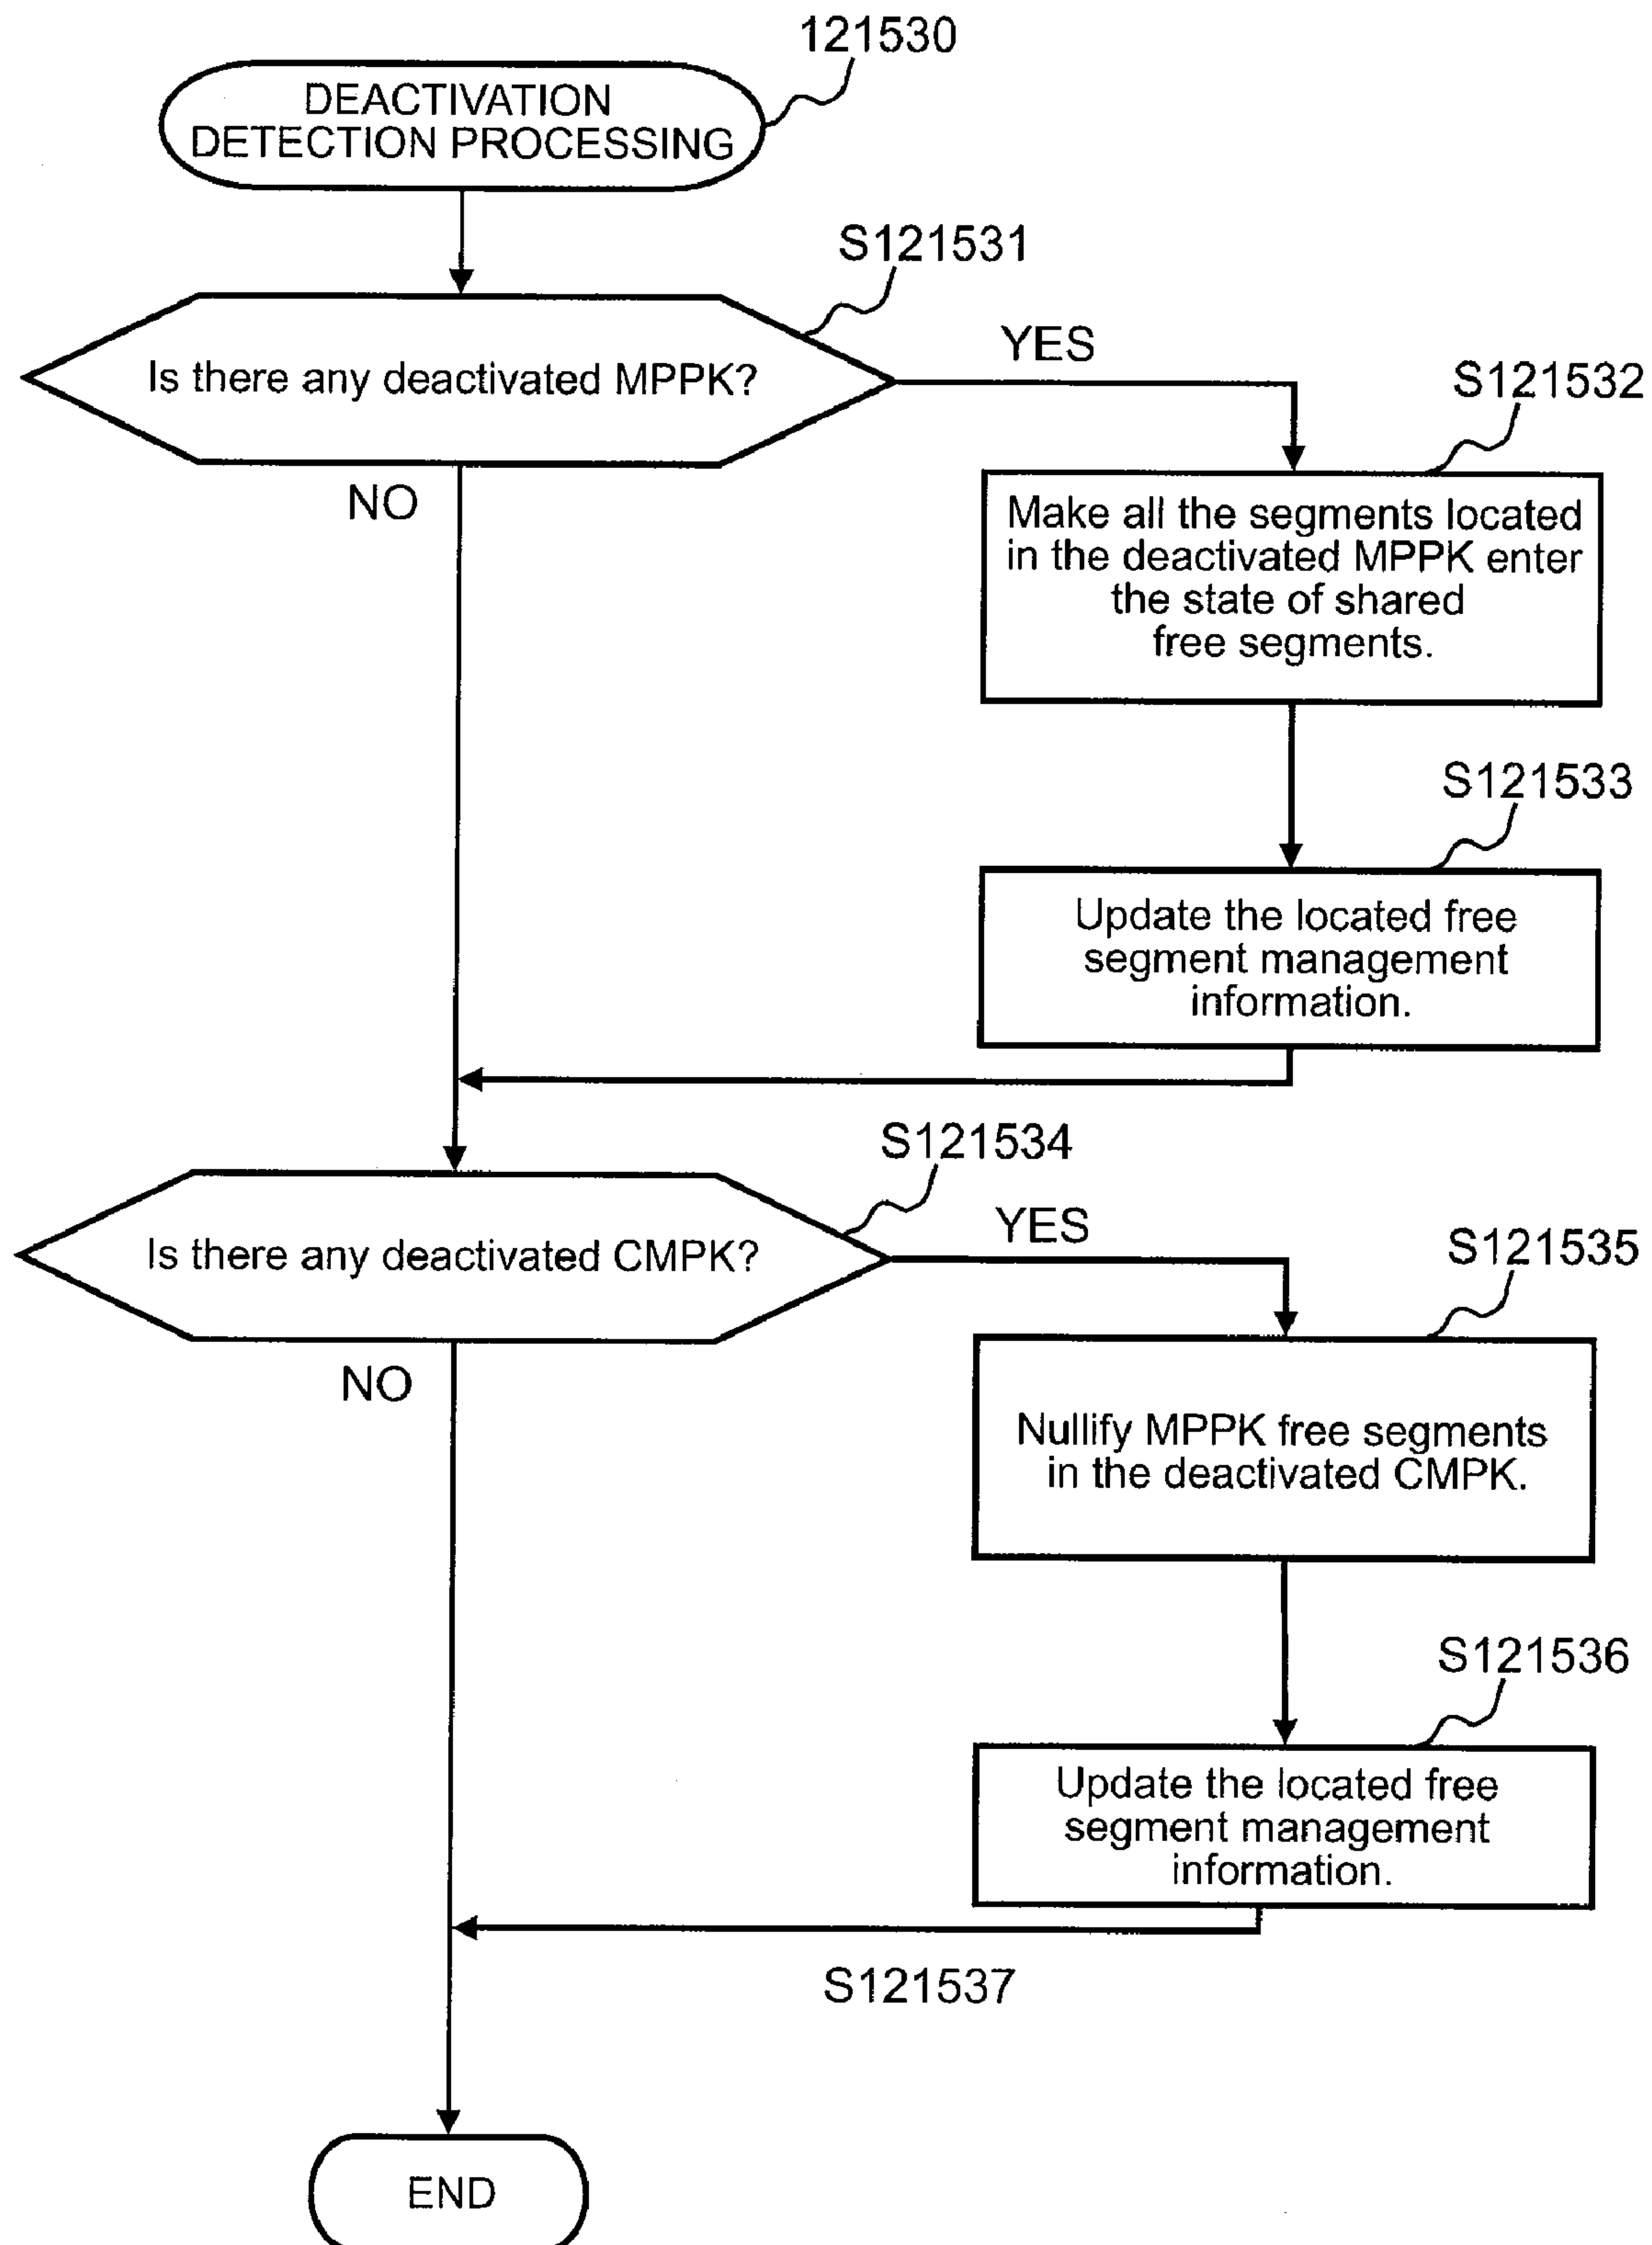 121530
DEACTIVATION
DETECTION PROCESSING
S121531
Is there any deactivated MPPK?
YES
NO
S121532
Make all the segments located
in the deactivated MPPK enter
the state of shared
free segments.
S121533
Update the located free
segment management
information.
S121534
Is there any deactivated CMPK?
YES
NO
S121535
Nullify MPPK free segments
in the deactivated CMPK.
S121536
Update the located free
segment management
information.
S121537
END